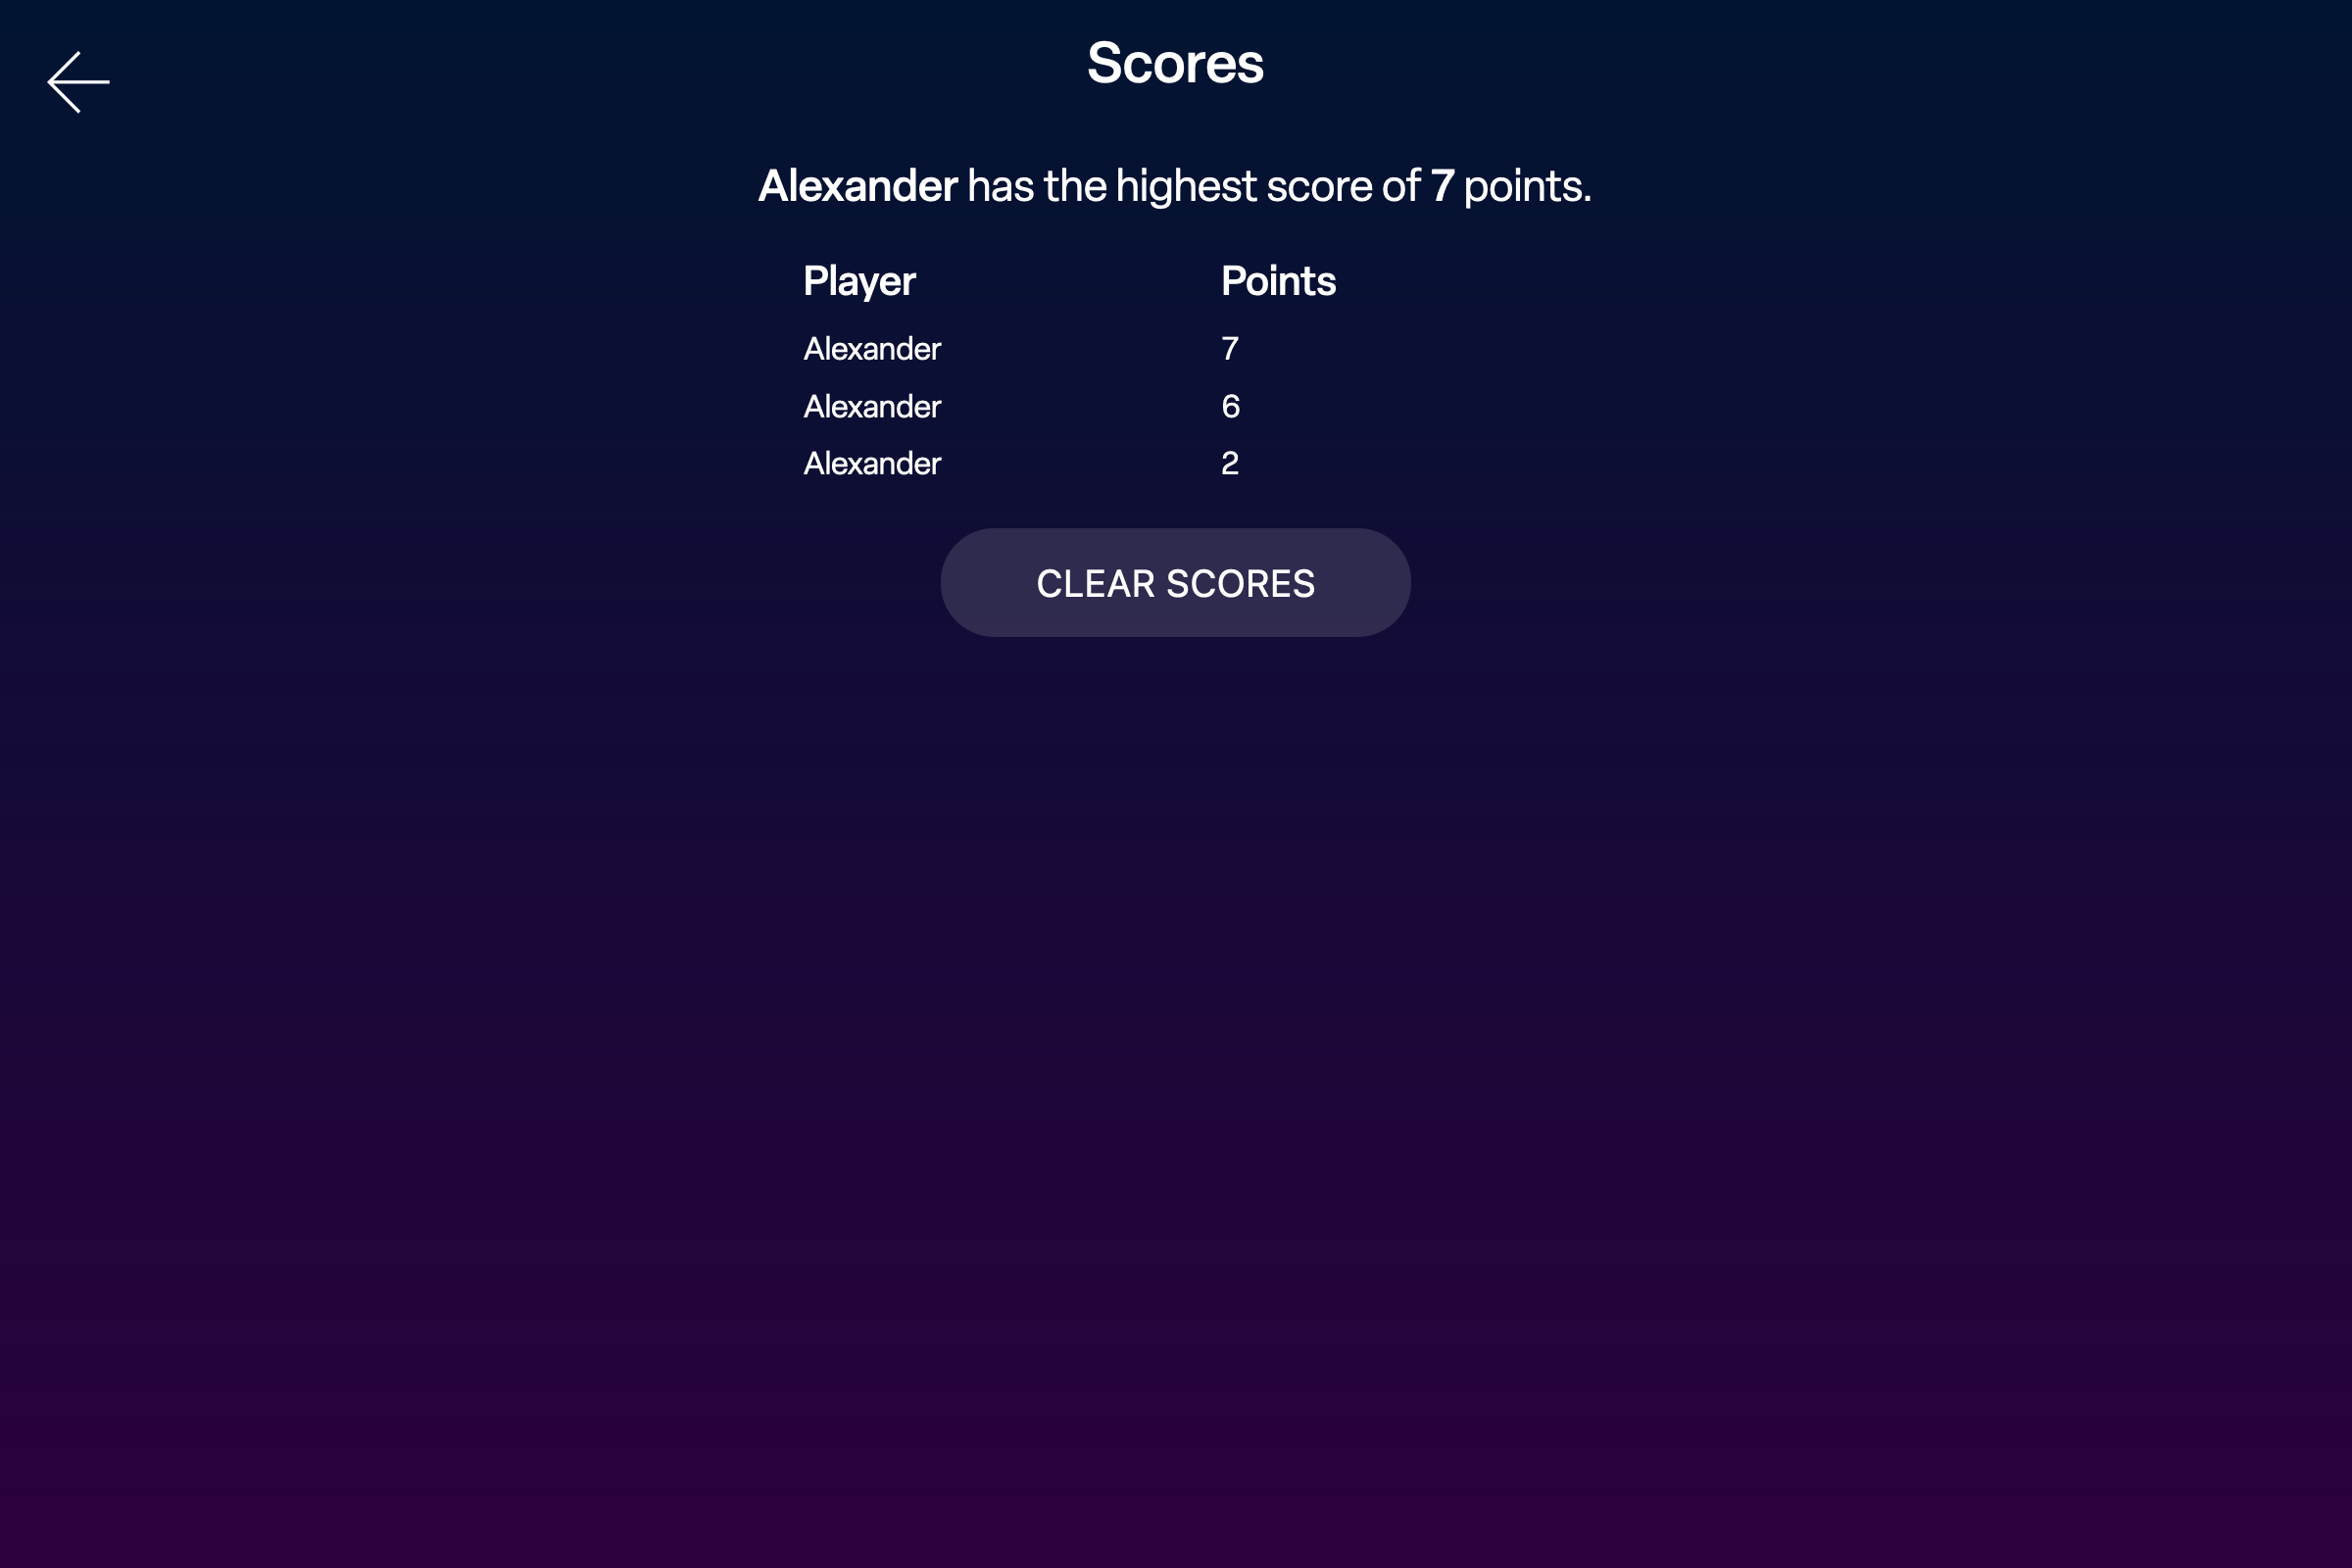 Scores
Alexander has the highest score of 7 points.
Player Points
Alexander 7
Alexander 6
Alexander 2
CLEAR SCORES